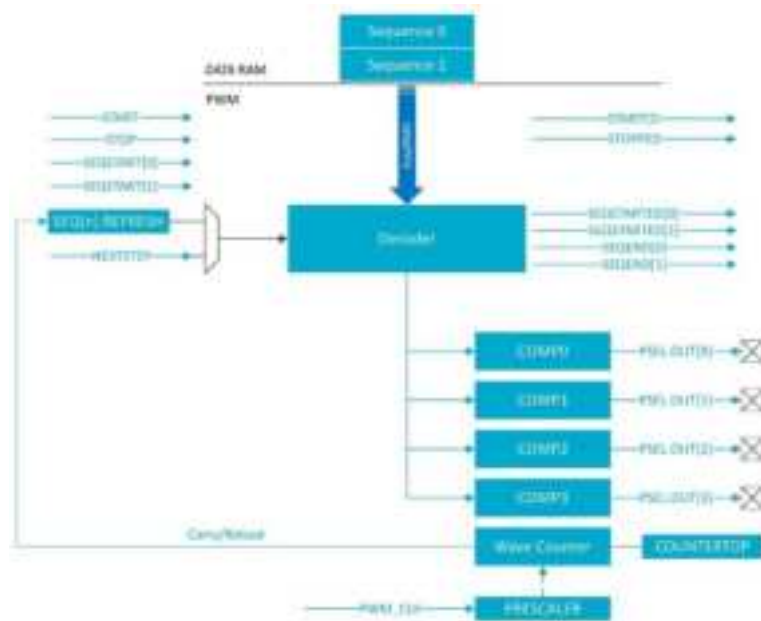 Sequence 0
Sequence 1
DATA RAM
PWM
START
STOP
SEQSTART[0]
SEQSTART[1]
SEQ[n].REFRESH
NEXTSTEP
EasyDMA
STARTED
STOPPED
Decoder
SEQSTARTED[0]
SEQSTARTED[1]
SEQEND[0]
SEQEND[1]
COMP0
PSEL.OUT[0]
COMP1
PSEL.OUT[1]
COMP2
PSEL.OUT[2]
COMP3
PSEL.OUT[3]
Carry/Reload
Wave Counter
COUNTERTOP
PWM_CLK
PRESCALER